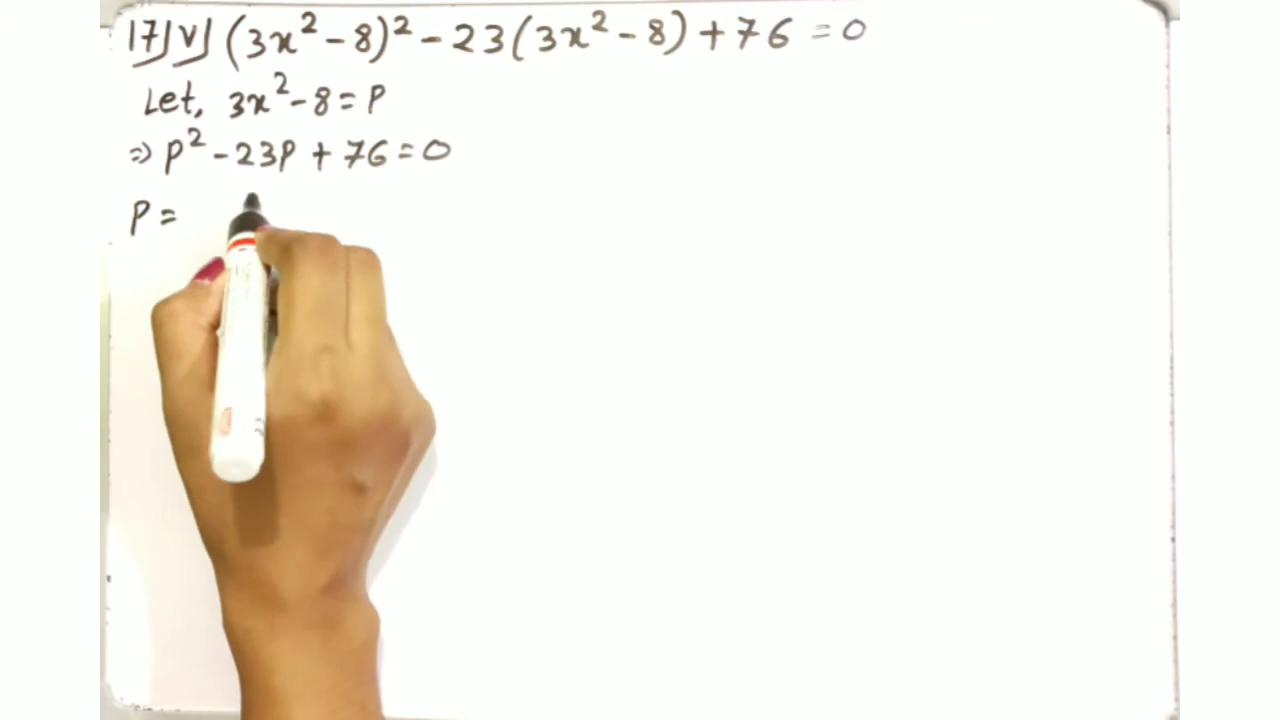 17] V] (3x² - 8)² - 23(3x² - 8) + 76 = 0
Let, 3x² - 8 = P
⇒ P² - 23P + 76 = 0
P =